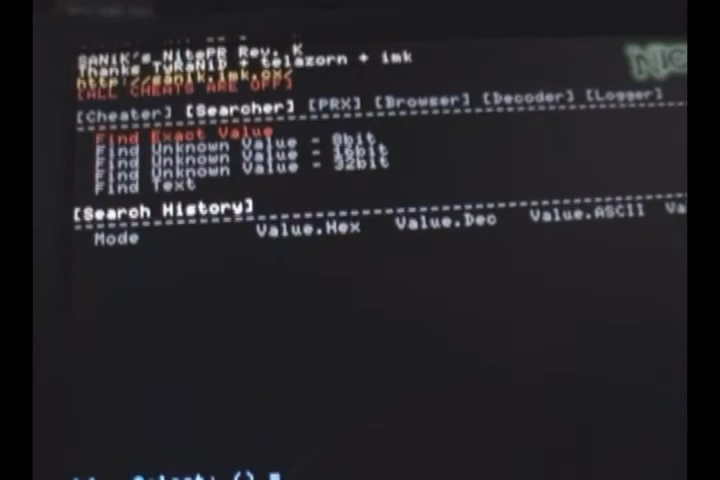 SANiK's NitePR Rev. K
Thanks TyRaNiD + telazorn + imk
http://sanik.imk.cx/
[ALL CHEATS ARE OFF]
[Cheater] [Searcher] [PRX] [Browser] [Decoder] [Logger]
Find Exact Value
Find Unknown Value - 8bit
Find Unknown Value - 16bit
Find Unknown Value - 32bit
Find Text
[Search History]
Mode Value.Hex Value.Dec Value.ASCII Va